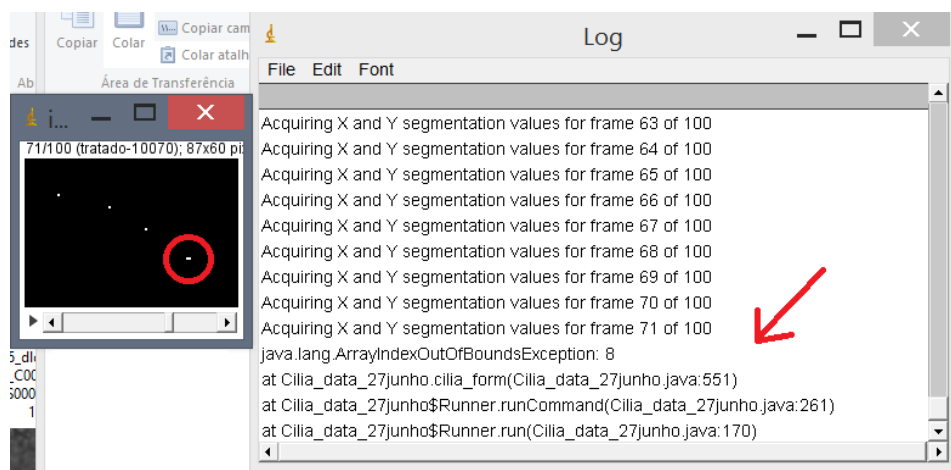 des
Copiar
Colar
Copiar cam
Colar atalh
Ab
Área de Transferência
i...
71/100 (tratado-10070); 87x60 pi
5_dl
_C00
S000
1
Log
File Edit Font
Acquiring X and Y segmentation values for frame 63 of 100
Acquiring X and Y segmentation values for frame 64 of 100
Acquiring X and Y segmentation values for frame 65 of 100
Acquiring X and Y segmentation values for frame 66 of 100
Acquiring X and Y segmentation values for frame 67 of 100
Acquiring X and Y segmentation values for frame 68 of 100
Acquiring X and Y segmentation values for frame 69 of 100
Acquiring X and Y segmentation values for frame 70 of 100
Acquiring X and Y segmentation values for frame 71 of 100
java.lang.ArrayIndexOutOfBoundsException: 8
at Cilia_data_27junho.cilia_form(Cilia_data_27junho.java:551)
at Cilia_data_27junho$Runner.runCommand(Cilia_data_27junho.java:261)
at Cilia_data_27junho$Runner.run(Cilia_data_27junho.java:170)